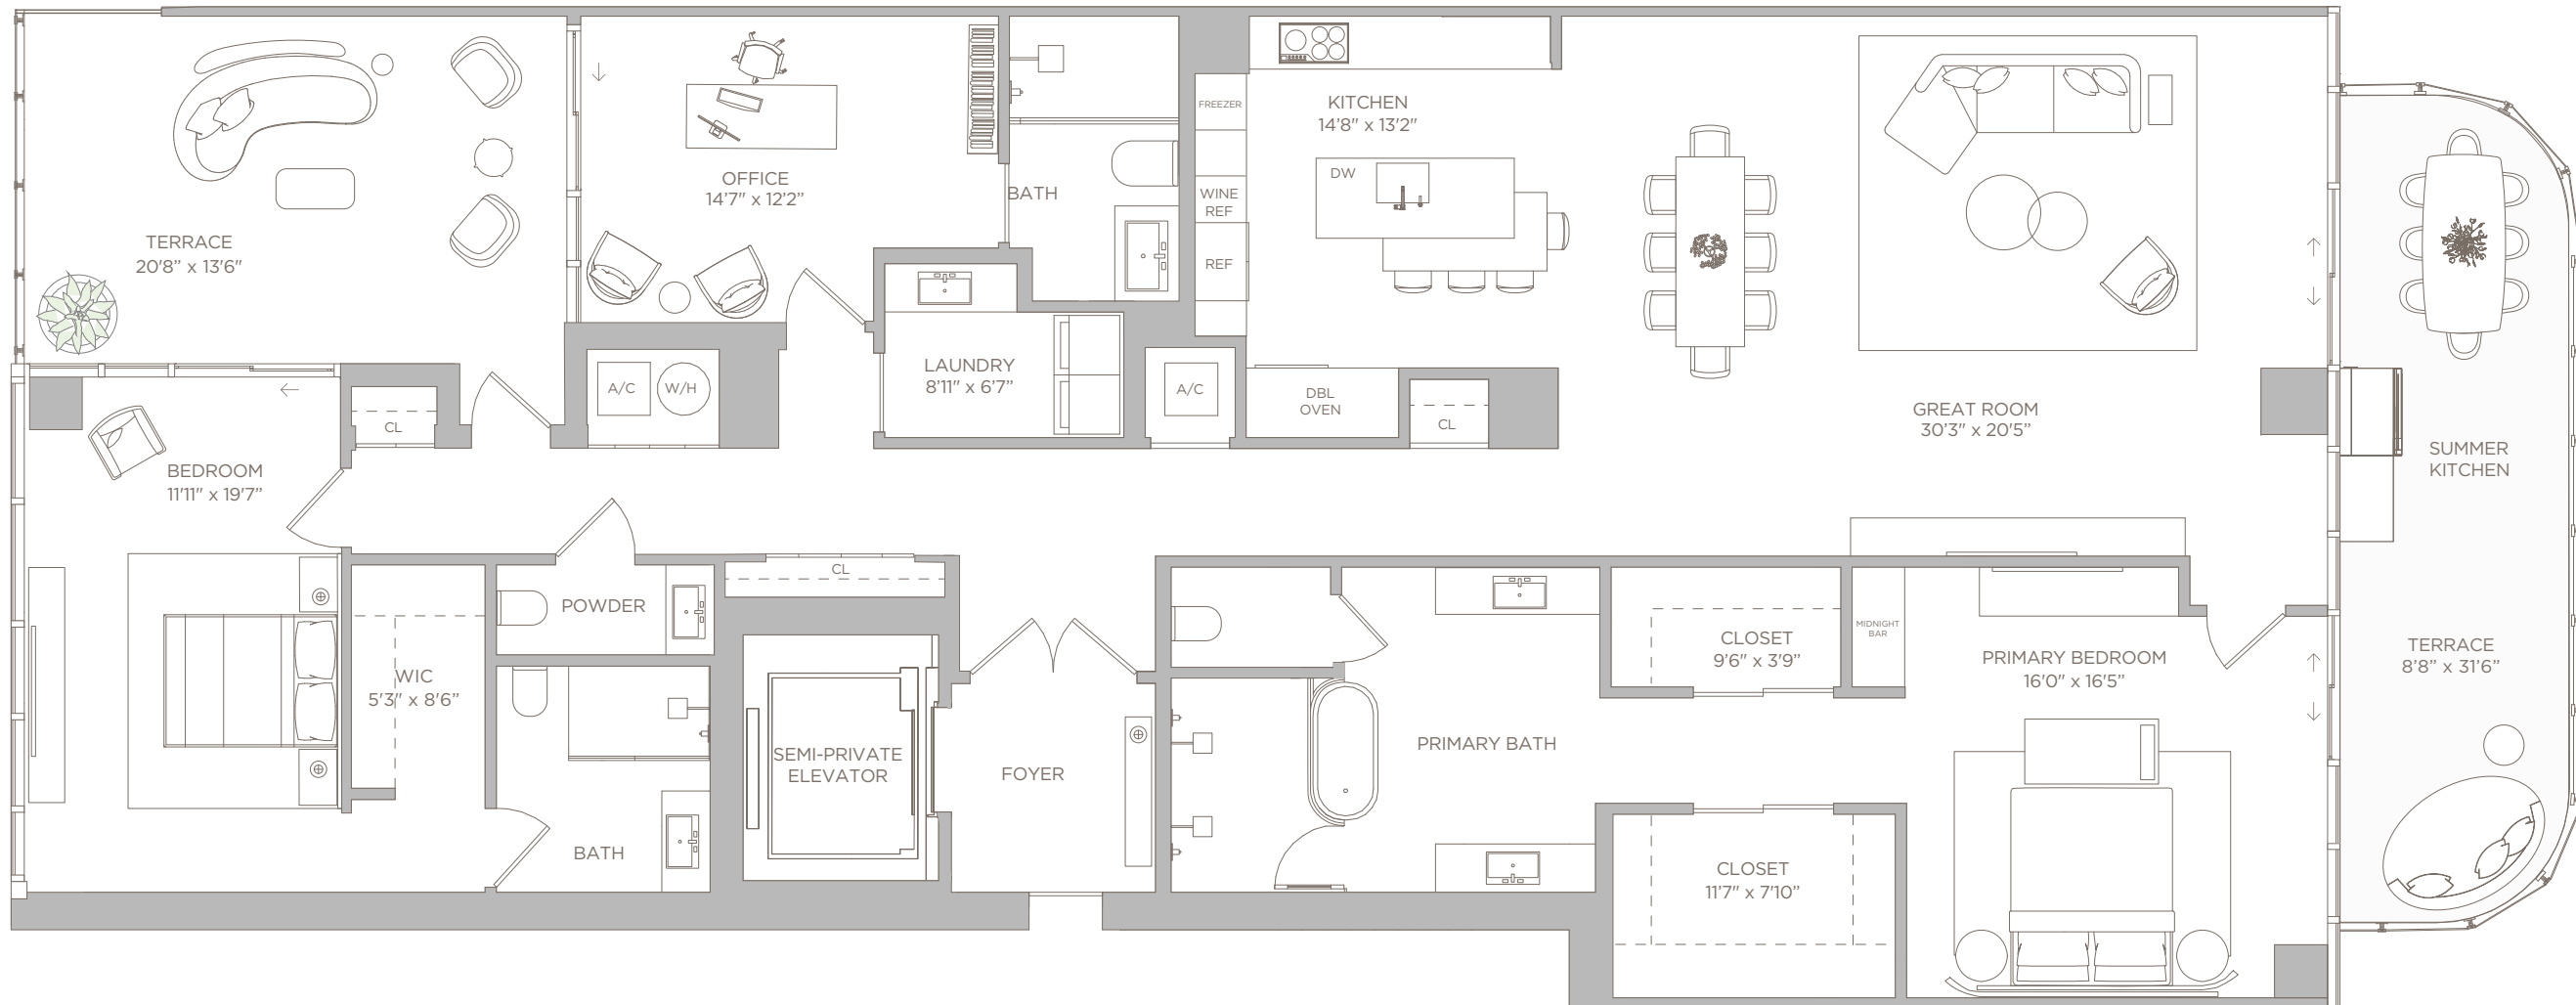 FREEZER
KITCHEN
14'8" x 13'2"
DW
OFFICE
14'7" x 12'2"
BATH
WINE
REF
REF
TERRACE
20'8" x 13'6"
LAUNDRY
8'11" x 6'7"
A/C
W/H
A/C
DBL
OVEN
CL
CL
GREAT ROOM
30'3" x 20'5"
SUMMER
KITCHEN
BEDROOM
11'11" x 19'7"
CL
POWDER
WIC
5'3" x 8'6"
MIDNIGHT
BAR
CLOSET
9'6" x 3'9"
PRIMARY BEDROOM
16'0" x 16'5"
TERRACE
8'8" x 31'6"
SEMI-PRIVATE
ELEVATOR
FOYER
PRIMARY BATH
BATH
CLOSET
11'7" x 7'10"